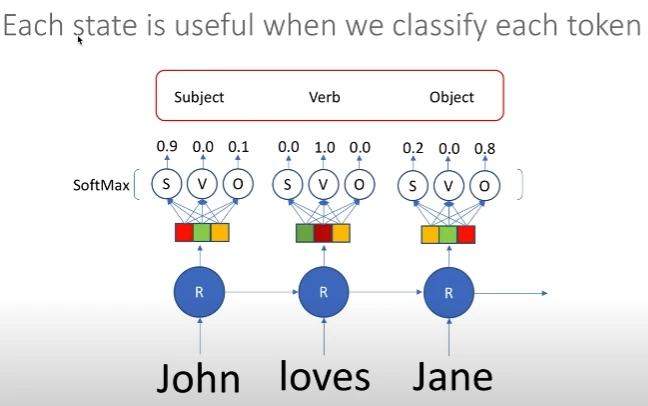 Each state is useful when we classify each token
Subject Verb Object
0.9 0.0 0.1 0.0 1.0 0.0 0.2 0.0 0.8
SoftMax S V O S V O S V O
R R R
John loves Jane